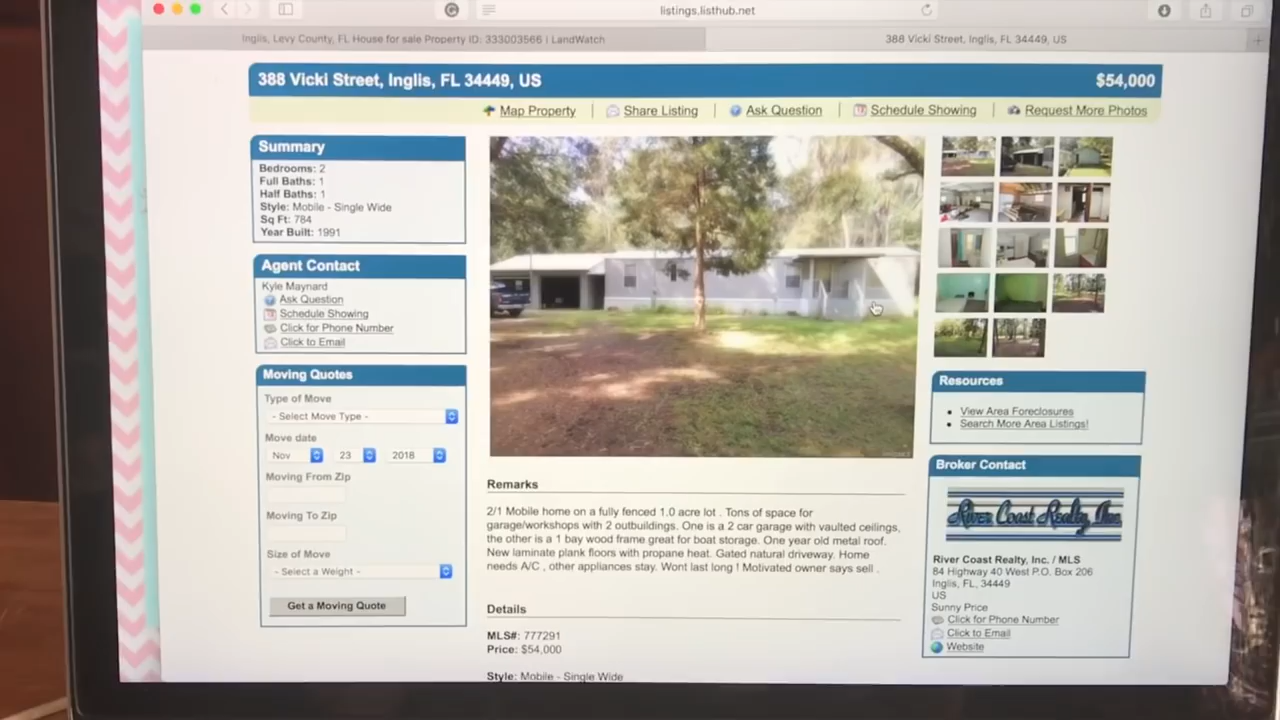 listings.listhub.net
Inglis, Levy County, FL House for sale Property ID: 333003566 | LandWatch
388 Vicki Street, Inglis, FL 34449, US
388 Vicki Street, Inglis, FL 34449, US
$54,000
Map Property
Share Listing
Ask Question
Schedule Showing
Request More Photos
Summary
Bedrooms: 2
Full Baths: 1
Half Baths: 1
Style: Mobile - Single Wide
Sq Ft: 784
Year Built: 1991
Agent Contact
Kyle Maynard
Ask Question
Schedule Showing
Click for Phone Number
Click to Email
Moving Quotes
Type of Move
- Select Move Type -
Move date
Nov 23 2018
Moving From Zip
Moving To Zip
Size of Move
- Select a Weight -
Get a Moving Quote
Remarks
2/1 Mobile home on a fully fenced 1.0 acre lot . Tons of space for
garage/workshops with 2 outbuildings. One is a 2 car garage with vaulted ceilings,
the other is a 1 bay wood frame great for boat storage. One year old metal roof.
New laminate plank floors with propane heat. Gated natural driveway. Home
needs A/C , other appliances stay. Wont last long ! Motivated owner says sell .
Details
MLS#: 777291
Price: $54,000
Style: Mobile - Single Wide
Resources
View Area Foreclosures
Search More Area Listings!
Broker Contact
River Coast Realty, Inc.
River Coast Realty, Inc. / MLS
84 Highway 40 West P.O. Box 206
Inglis, FL, 34449
US
Sunny Price
Click for Phone Number
Click to Email
Website